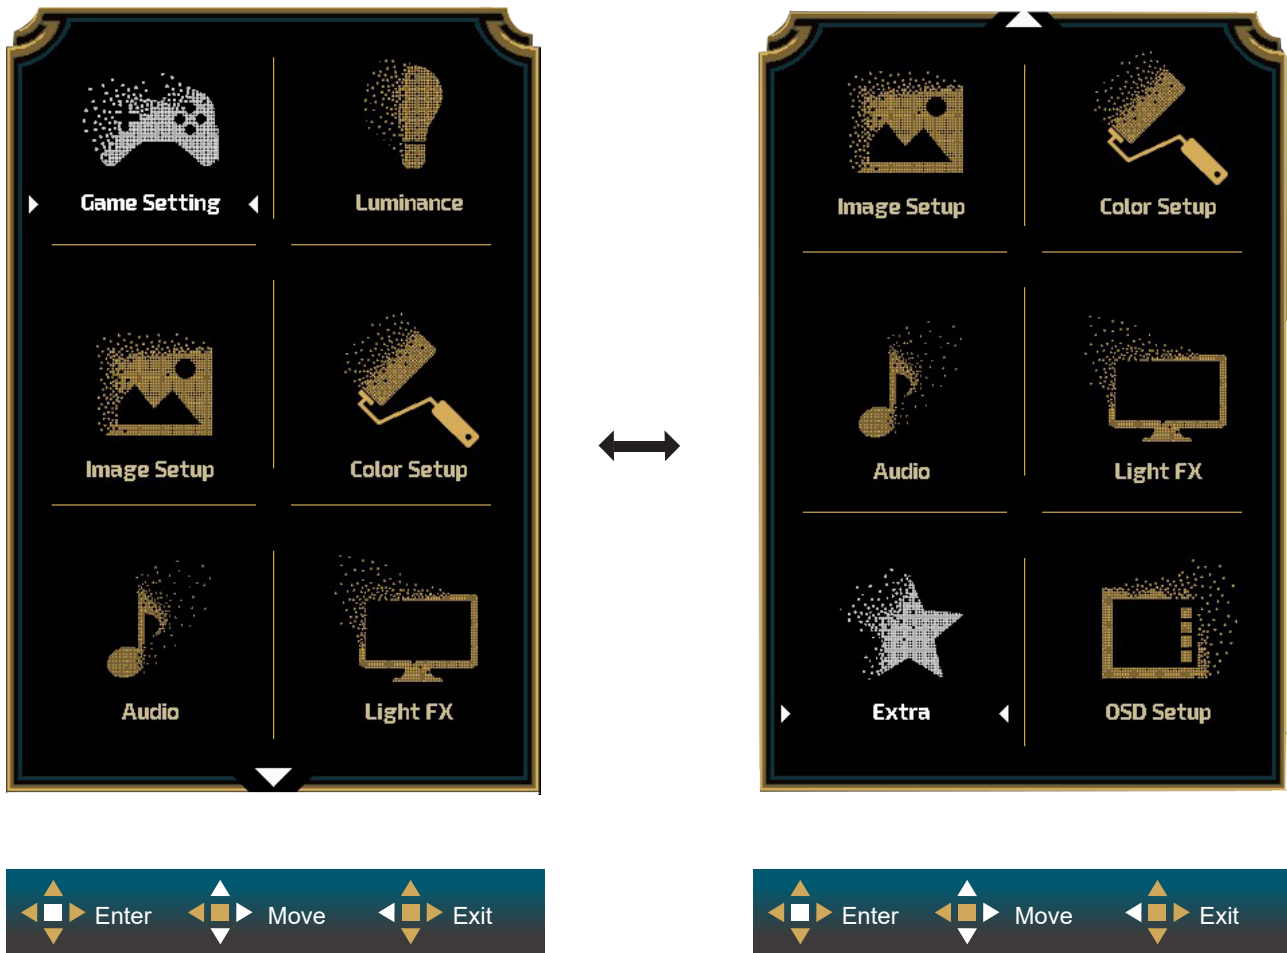 Game Setting
Luminance
Image Setup
Color Setup
Audio
Light FX
Enter
Move
Exit
Image Setup
Color Setup
Audio
Light FX
Extra
OSD Setup
Enter
Move
Exit